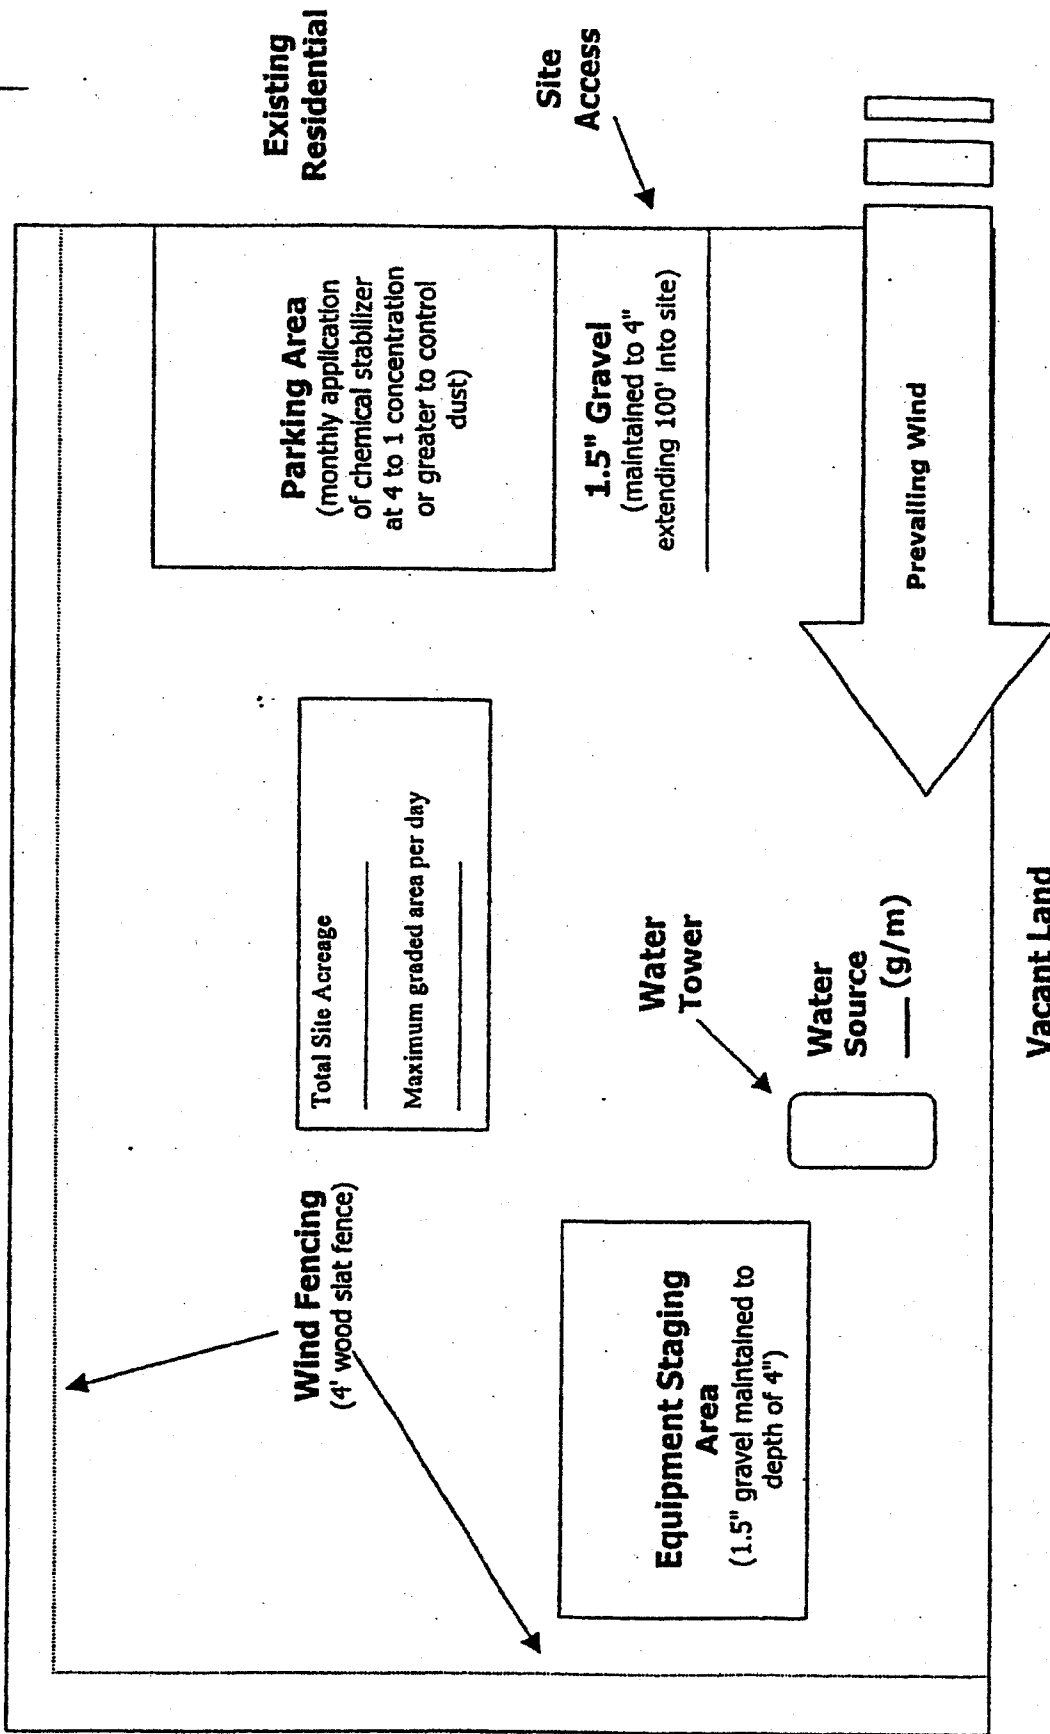 Existing
Residential
Site
Access
Parking Area
(monthly application
of chemical stabilizer
at 4 to 1 concentration
or greater to control
dust)
1.5" Gravel
(maintained to 4"
extending 100' into site)
Prevailing Wind
Total Site Acreage
Maximum graded area per day
Water
Tower
Water
Source
(g/m)
Vacant Land
Wind Fencing
(4' wood slat fence)
Equipment Staging
Area
(1.5" gravel maintained to
depth of 4")